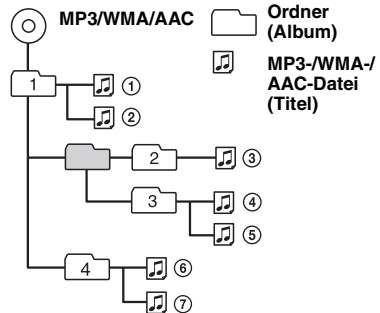 MP3/WMA/AAC
Ordner
(Album)
MP3-/WMA-/
AAC-Datei
(Titel)
1
①
②
2
③
3
④
⑤
4
⑥
⑦